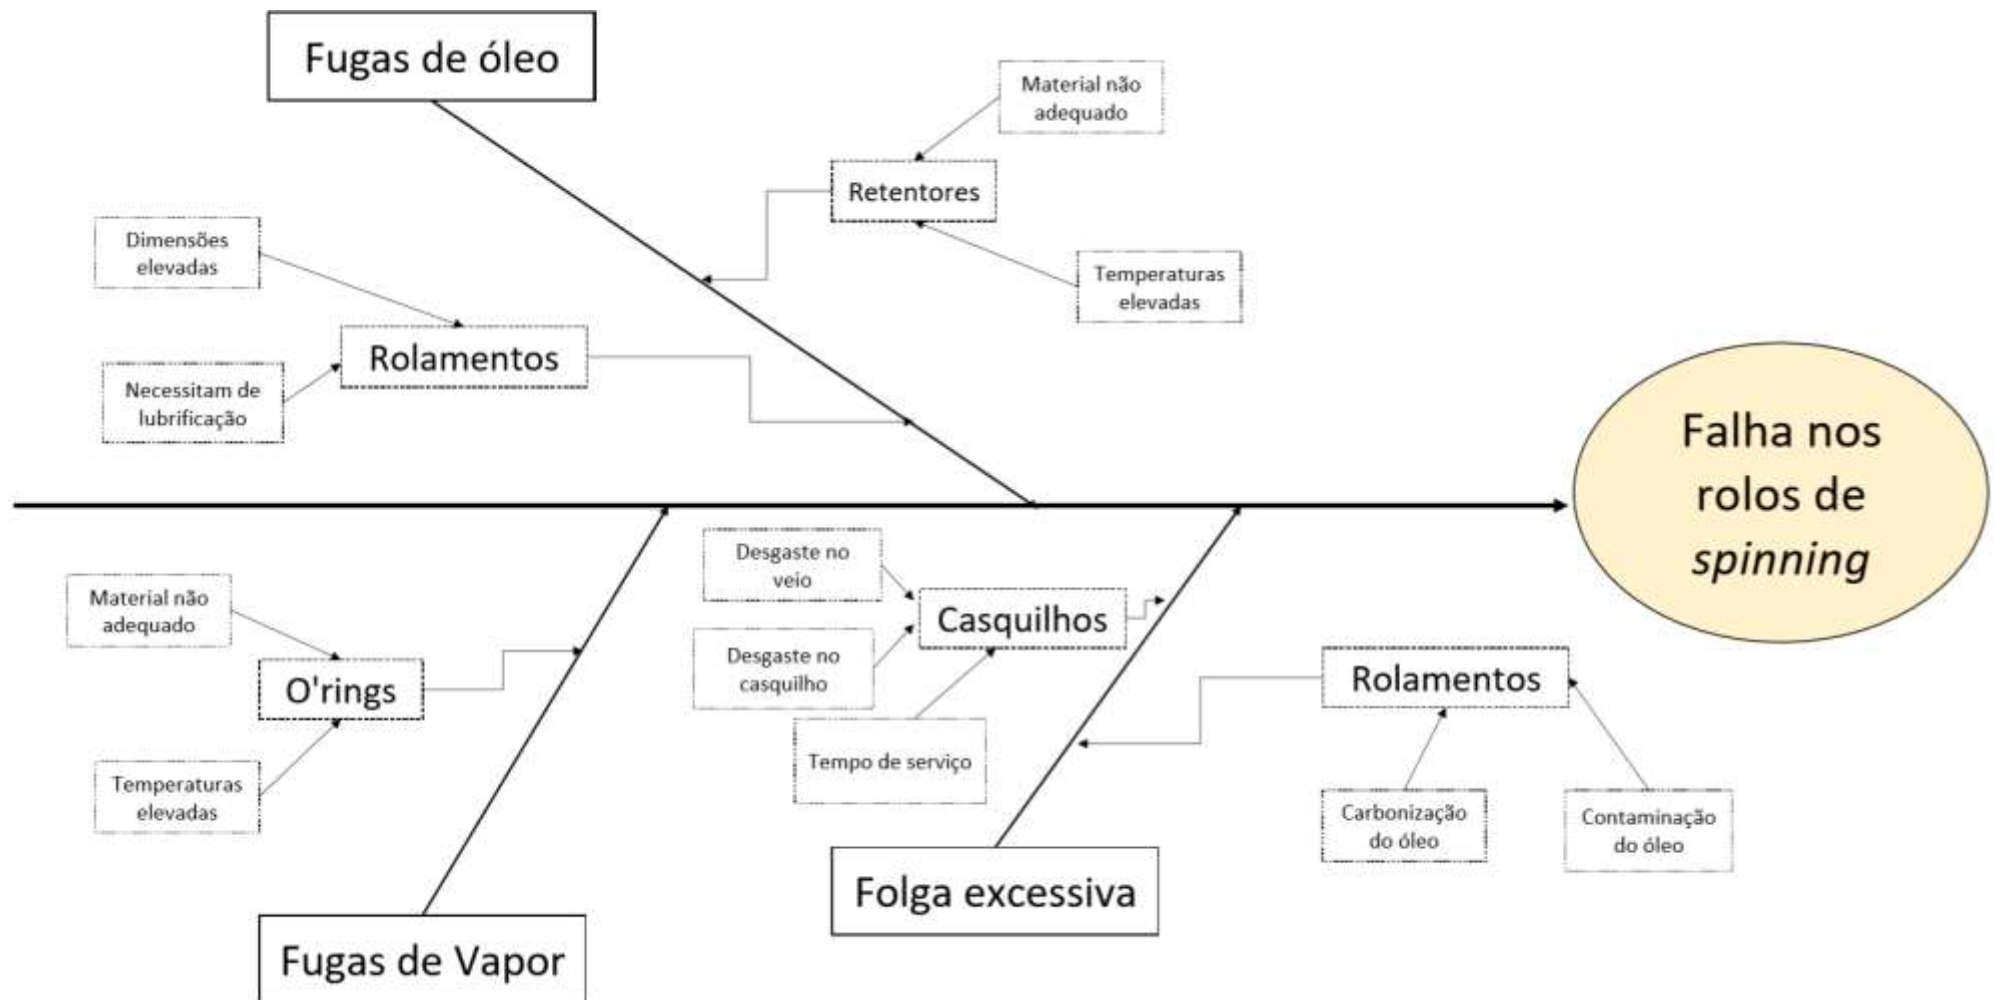 Fugas de óleo
Material não
adequado
Retentores
Dimensões
elevadas
Temperaturas
elevadas
Rolamentos
Necessitam de
lubrificação
Falha nos
rolos de
spinning
Desgaste no
veio
Material não
adequado
Casquilhos
Desgaste no
casquilho
O'rings
Rolamentos
Tempo de serviço
Temperaturas
elevadas
Carbonização
do óleo
Contaminação
do óleo
Folga excessiva
Fugas de Vapor